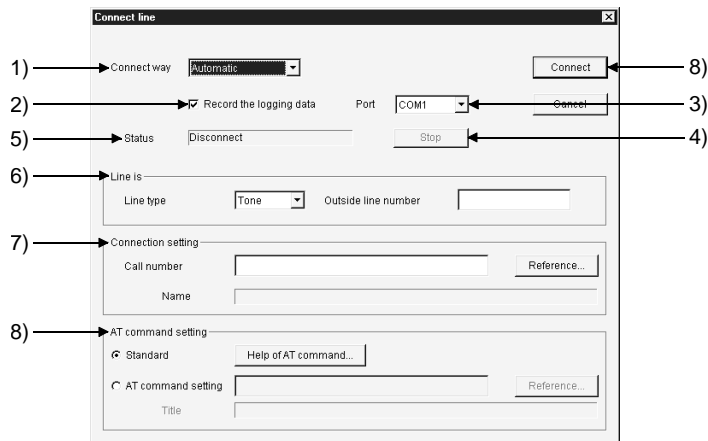 Connect line
1) Connect way Automatic Connect 8)
2) Record the logging data Port COM1 3) Cancel
5) Status Disconnect Stop 4)
6) Line is
Line type Tone Outside line number
7) Connection setting
Call number Reference...
Name
8) AT command setting
Standard Help of AT command...
AT command setting Reference...
Title